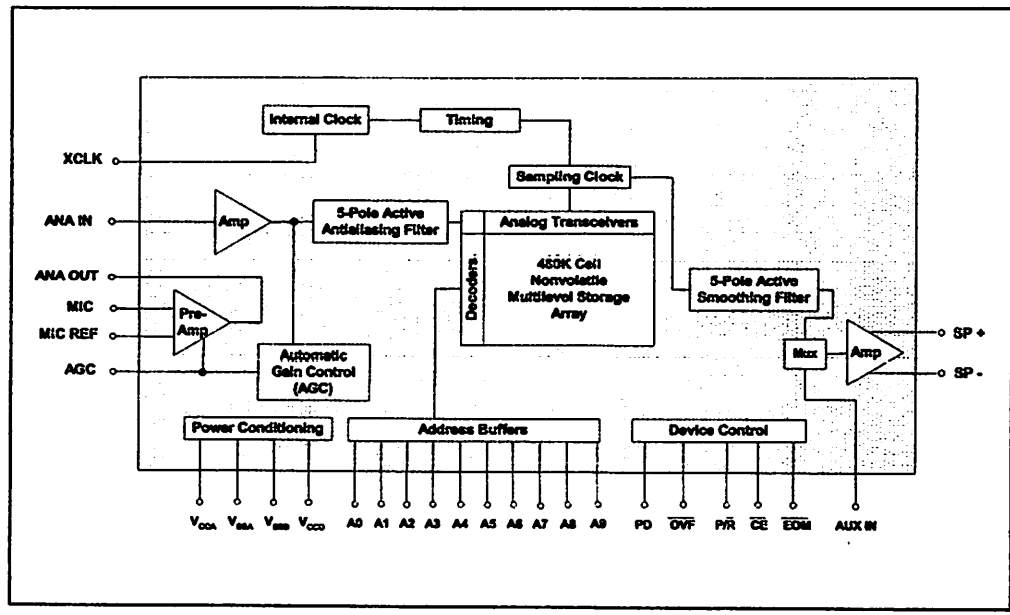 Internal Clock
Timing
XCLK
Sampling Clock
ANA IN
Amp
5-Pole Active
Antialiasing Filter
Analog Transceivers
Decoders
480K Cell
Nonvolatile
Multilevel Storage
Array
ANA OUT
MIC
MIC REF
AGC
Pre-
Amp
Automatic
Gain Control
(AGC)
5-Pole Active
Smoothing Filter
Mux
Amp
SP +
SP -
Power Conditioning
Address Buffers
Device Control
VCCA VSSA VSSD VCCD A0 A1 A2 A3 A4 A5 A6 A7 A8 A9 PD OVF P/R CE EOM AUX IN